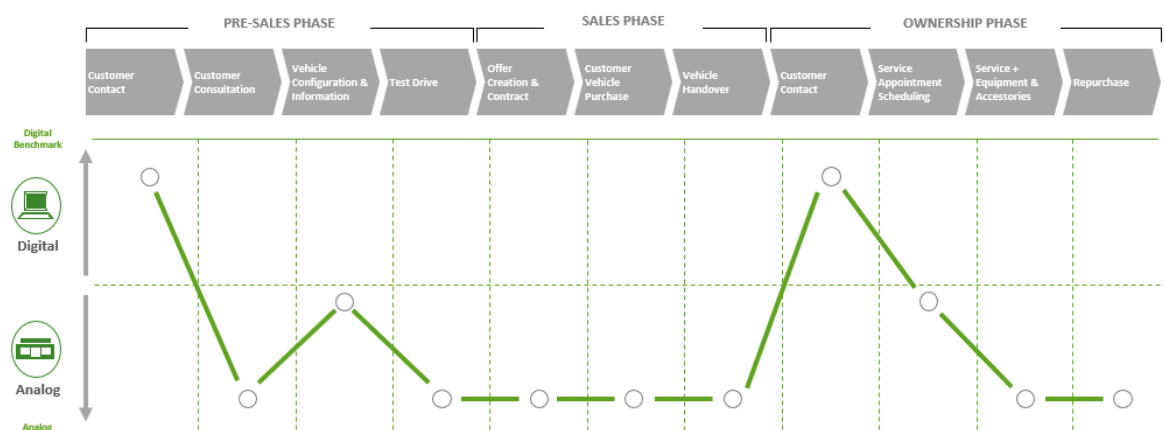 PRE-SALES PHASE
SALES PHASE
OWNERSHIP PHASE
Customer
Contact
Customer
Consultation
Vehicle
Configuration &
Information
Test Drive
Offer
Creation &
Contract
Customer
Vehicle
Purchase
Vehicle
Handover
Customer
Contact
Service
Appointment
Scheduling
Service +
Equipment &
Accessories
Repurchase
Digital
Benchmark
Digital
Analog
Analog